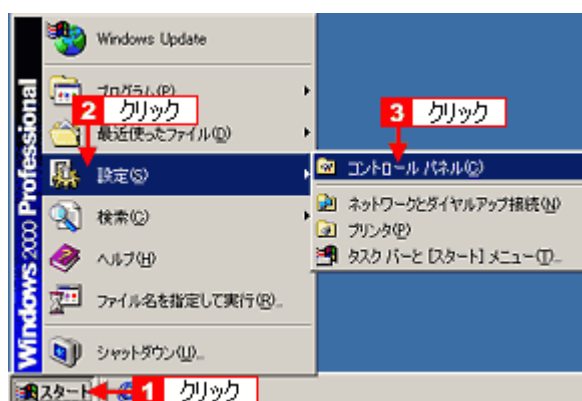 Windows 2000 Professional
Windows Update
プログラム(P)
2 クリック
最近使ったファイル(D)
設定(S)
検索(C)
ヘルプ(H)
ファイル名を指定して実行(R)...
シャットダウン(U)...
3 クリック
コントロール パネル(C)
ネットワークとダイヤルアップ接続(N)
プリンタ(P)
タスク バーと [スタート] メニュー(T)...
スタート
1 クリック